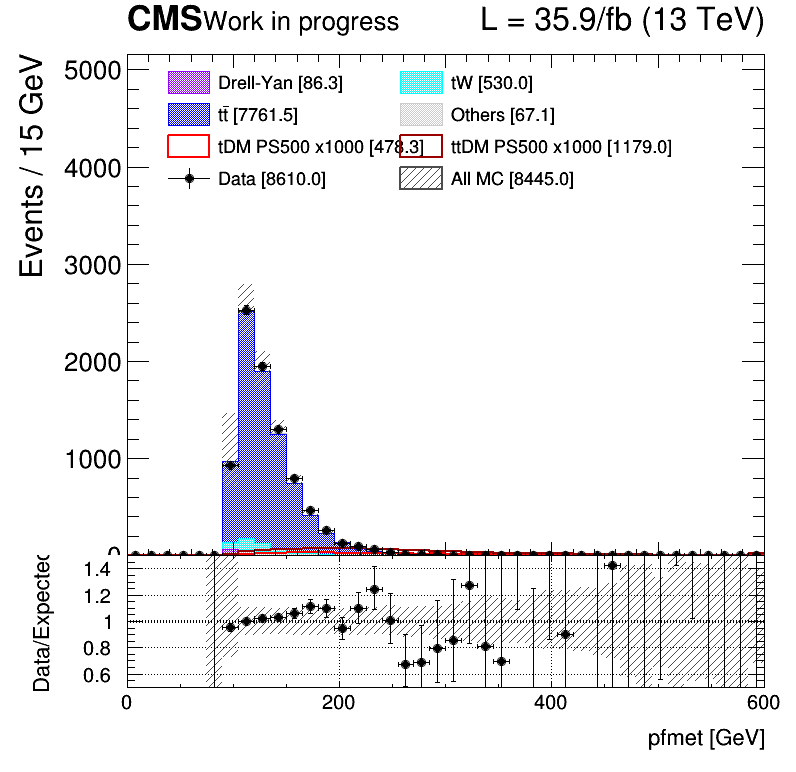 CMS Work in progress L = 35.9/fb (13 TeV)
Events / 15 GeV
5000
4000
3000
2000
1000
0
Drell-Yan [86.3] tW [530.0]
tt̄ [7761.5] Others [67.1]
tDM PS500 x1000 [478.3] ttDM PS500 x1000 [1179.0]
Data [8610.0] All MC [8445.0]
Data/Expected
1.4
1.2
1
0.8
0.6
0 200 400 600
pfmet [GeV]